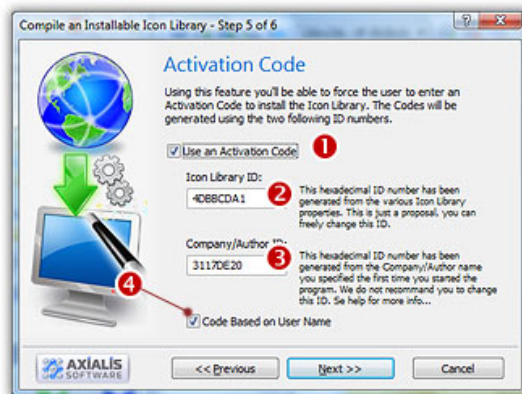 Compile an Installable Icon Library - Step 5 of 6
Activation Code
Using this feature you'll be able to force the user to enter an
Activation Code to install the Icon Library. The Codes will be
generated using the two following ID numbers.
Use an Activation Code
1
Icon Library ID:
4DBBCDA1
2
This hexadecimal ID number has been
generated from the various Icon Library
properties. This is just a proposal, you can
freely change this ID.
Company/Author
3117DE20
3
This hexadecimal ID number has been
generated from the Company/Author name
you specified the first time you started the
program. We do not recommand you to change
this ID. Se help for more info...
4
Code Based on User Name
AXIALIS
SOFTWARE
<< Previous
Next >>
Cancel